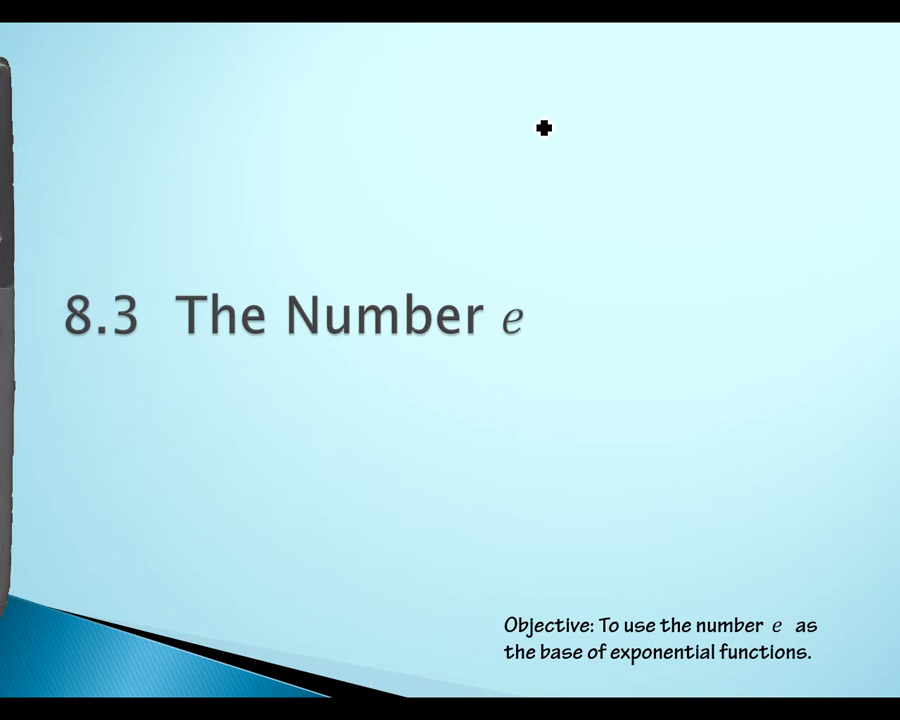 8.3 The Number e
Objective: To use the number e as
the base of exponential functions.